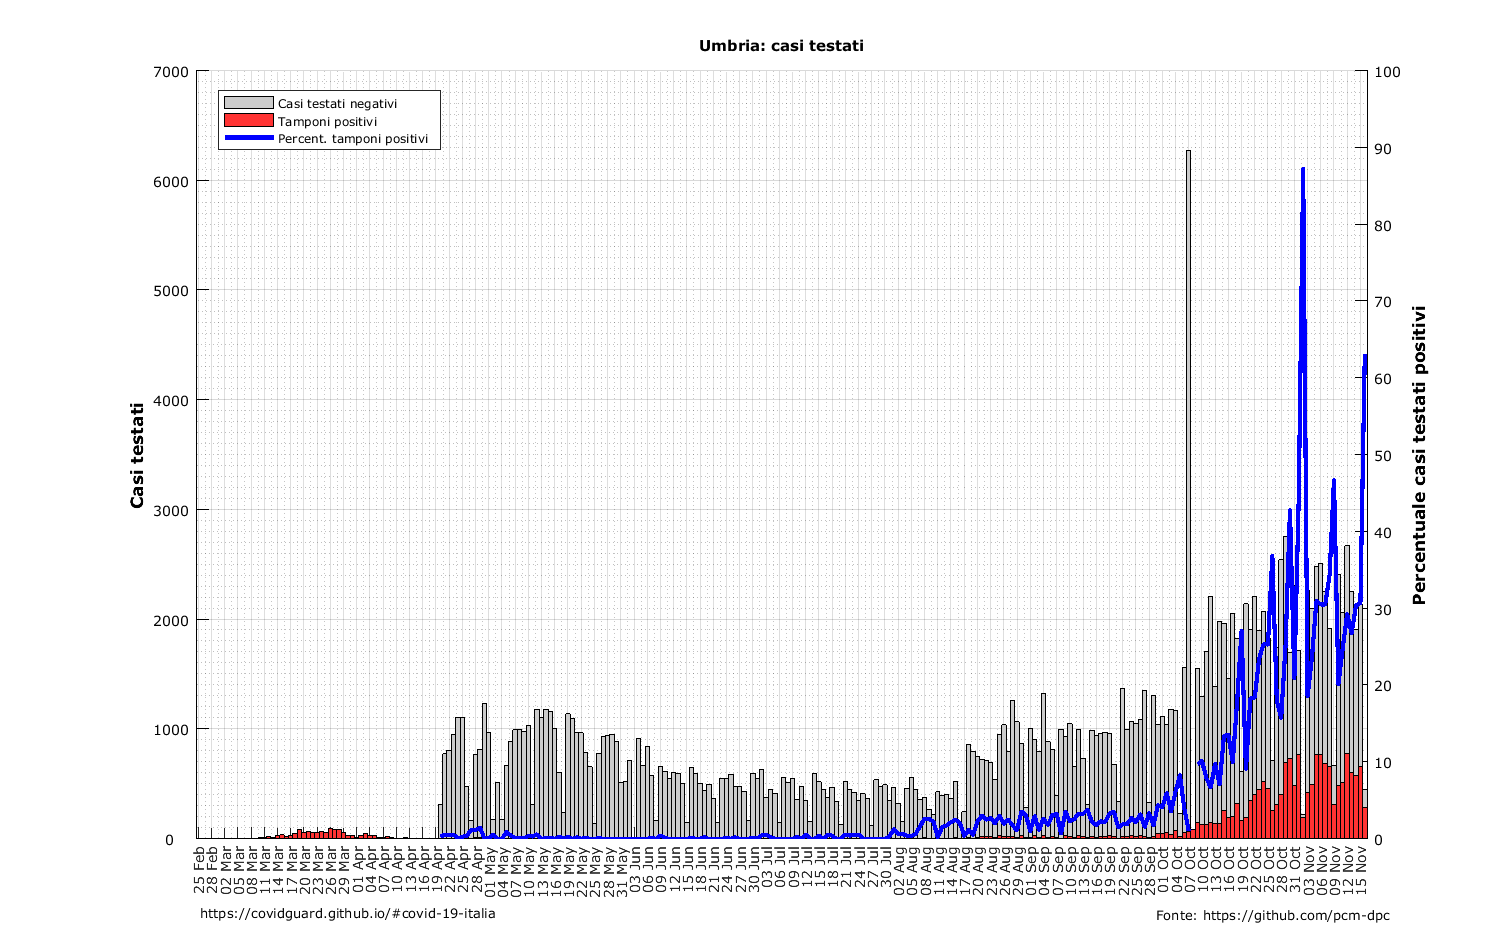 Umbria: casi testati
7000
6000
5000
4000
3000
2000
1000
0
Casi testati
Casi testati negativi
Tamponi positivi
Percent. tamponi positivi
100
90
80
70
60
50
40
30
20
10
0
Percentuale casi testati positivi
25 Feb
28 Feb
02 Mar
05 Mar
08 Mar
11 Mar
14 Mar
17 Mar
20 Mar
23 Mar
26 Mar
29 Mar
01 Apr
04 Apr
07 Apr
10 Apr
13 Apr
16 Apr
19 Apr
22 Apr
25 Apr
28 Apr
01 May
04 May
07 May
10 May
13 May
16 May
19 May
22 May
25 May
28 May
31 May
03 Jun
06 Jun
09 Jun
12 Jun
15 Jun
18 Jun
21 Jun
24 Jun
27 Jun
30 Jun
03 Jul
06 Jul
09 Jul
12 Jul
15 Jul
18 Jul
21 Jul
24 Jul
27 Jul
30 Jul
02 Aug
05 Aug
08 Aug
11 Aug
14 Aug
17 Aug
20 Aug
23 Aug
26 Aug
29 Aug
01 Sep
04 Sep
07 Sep
10 Sep
13 Sep
16 Sep
19 Sep
22 Sep
25 Sep
28 Sep
01 Oct
04 Oct
07 Oct
10 Oct
13 Oct
16 Oct
19 Oct
22 Oct
25 Oct
28 Oct
31 Oct
03 Nov
06 Nov
09 Nov
12 Nov
15 Nov
https://covidguard.github.io/#covid-19-italia
Fonte: https://github.com/pcm-dpc